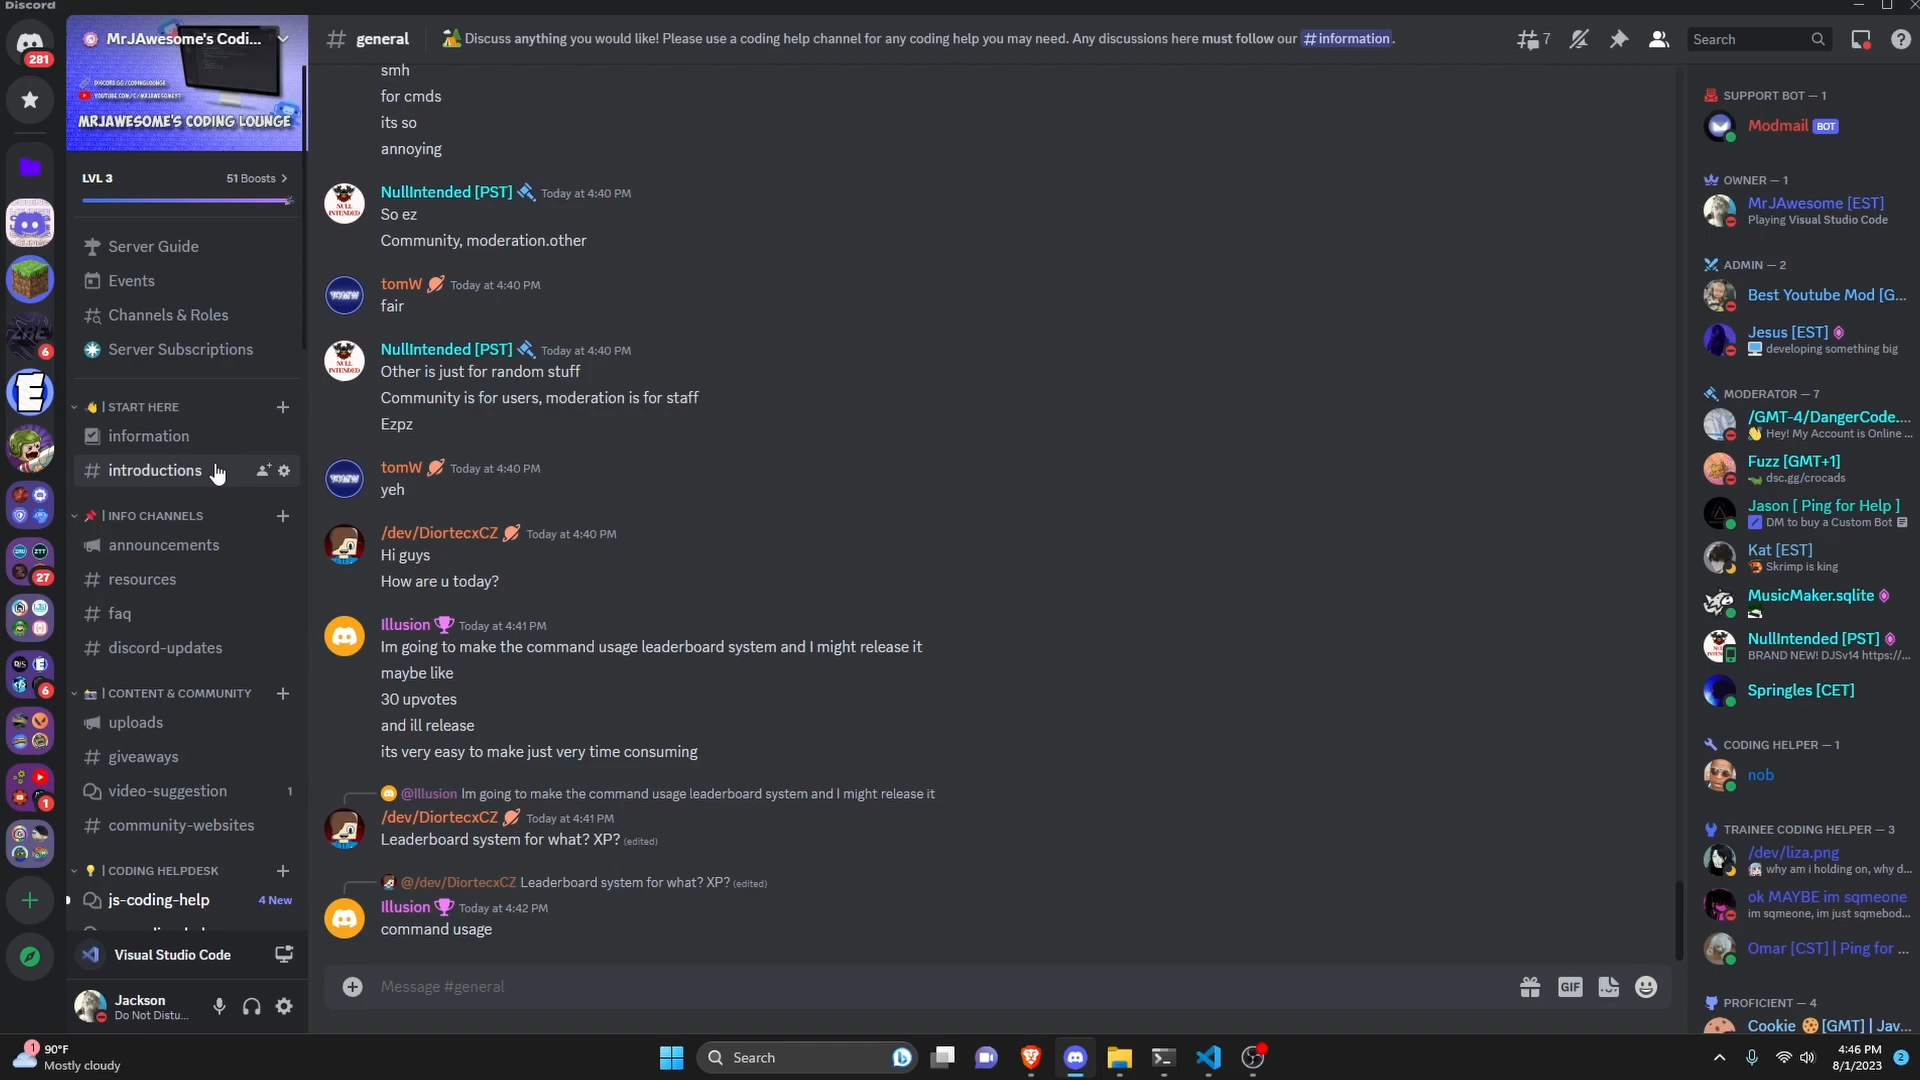 Discord
281
MrJAwesome's Codi...
DISCORD.GG/CODINGLOUNGE
MRJAWESOME'S CODING LOUNGE
LVL 3
51 Boosts
Server Guide
Events
Channels & Roles
Server Subscriptions
6
| START HERE
information
introductions
| INFO CHANNELS
announcements
resources
faq
discord-updates
27
| CONTENT & COMMUNITY
uploads
giveaways
video-suggestion
1
community-websites
6
1
| CODING HELPDESK
js-coding-help
4 New
Visual Studio Code
Jackson
Do Not Distu...
general
Discuss anything you would like! Please use a coding help channel for any coding help you may need. Any discussions here must follow our #information.
7
Search
smh
for cmds
its so
annoying
NullIntended [PST] Today at 4:40 PM
So ez
Community, moderation.other
tomW Today at 4:40 PM
fair
NullIntended [PST] Today at 4:40 PM
Other is just for random stuff
Community is for users, moderation is for staff
Ezpz
tomW Today at 4:40 PM
yeh
/dev/DiortecxCZ Today at 4:40 PM
Hi guys
How are u today?
Illusion Today at 4:41 PM
Im going to make the command usage leaderboard system and I might release it
maybe like
30 upvotes
and ill release
its very easy to make just very time consuming
@Illusion Im going to make the command usage leaderboard system and I might release it
/dev/DiortecxCZ Today at 4:41 PM
Leaderboard system for what? XP? (edited)
@/dev/DiortecxCZ Leaderboard system for what? XP? (edited)
Illusion Today at 4:42 PM
command usage
Message #general
GIF
SUPPORT BOT — 1
Modmail BOT
OWNER — 1
MrJAwesome [EST]
Playing Visual Studio Code
ADMIN — 2
Best Youtube Mod [G...
Jesus [EST]
developing something big
MODERATOR — 7
/GMT-4/DangerCode....
Hey! My Account is Online ...
Fuzz [GMT+1]
dsc.gg/crocads
Jason [ Ping for Help ]
DM to buy a Custom Bot
Kat [EST]
Skrimp is king
MusicMaker.sqlite
NullIntended [PST]
BRAND NEW! DJSv14 https://...
Springles [CET]
CODING HELPER — 1
nob
TRAINEE CODING HELPER — 3
/dev/liza.png
why am i holding on, why d...
ok MAYBE im sqmeone
im sqmeone, im just sqmebod...
Omar [CST] | Ping for ...
PROFICIENT — 4
Cookie [GMT] | Jav...
1
90°F
Mostly cloudy
Search
4:46 PM
8/1/2023
2